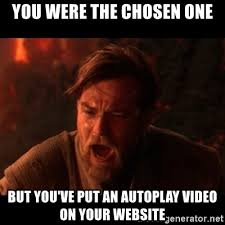 YOU WERE THE CHOSEN ONE
BUT YOU'VE PUT AN AUTOPLAY VIDEO
ON YOUR WEBSITE
generator.net